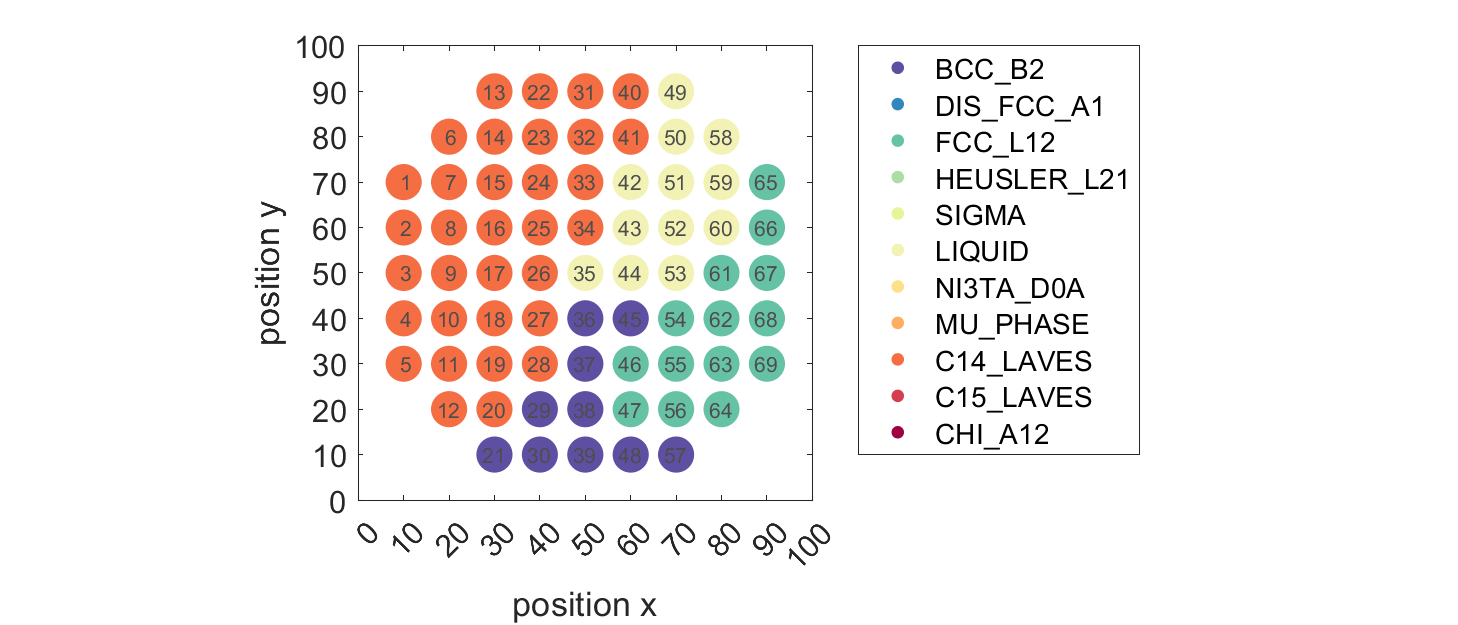 100
90
80
70
60
50
40
30
20
10
0
position y
13 22 31 40 49
6 14 23 32 41 50 58
1 7 15 24 33 42 51 59 65
2 8 16 25 34 43 52 60 66
3 9 17 26 35 44 53 61 67
4 10 18 27 36 45 54 62 68
5 11 19 28 37 46 55 63 69
12 20 29 38 47 56 64
21 30 39 48 57
0 10 20 30 40 50 60 70 80 90 100
position x
BCC_B2
DIS_FCC_A1
FCC_L12
HEUSLER_L21
SIGMA
LIQUID
NI3TA_D0A
MU_PHASE
C14_LAVES
C15_LAVES
CHI_A12